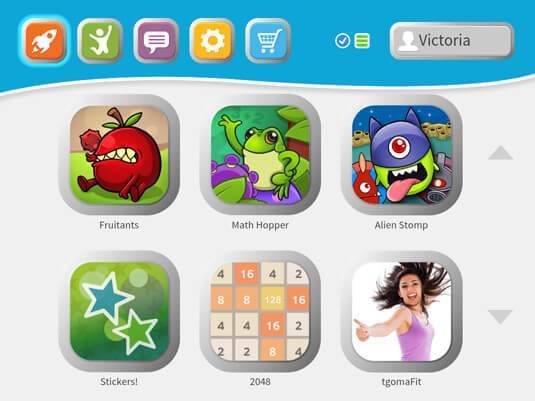 Victoria
Fruitants
Math Hopper
Alien Stomp
4 16 4 2
8 8 128 16
4 4 16 2
2 2 8 4
Stickers!
2048
tgomaFit